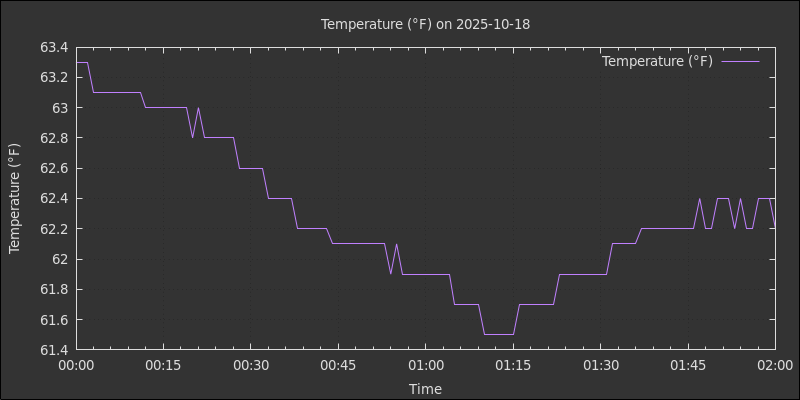 Temperature (°F) on 2025-10-18
Temperature (°F)
63.4
63.2
63
62.8
62.6
62.4
62.2
62
61.8
61.6
61.4
Temperature (°F)
00:00 00:15 00:30 00:45 01:00 01:15 01:30 01:45 02:00
Time